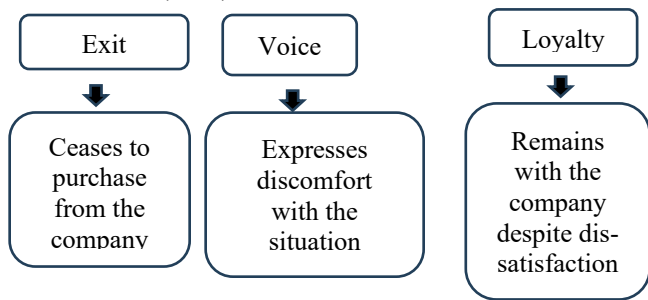 Exit
Voice
Loyalty
Ceases to
purchase
from the
company
Expresses
discomfort
with the
situation
Remains
with the
company
despite dis-
satisfaction